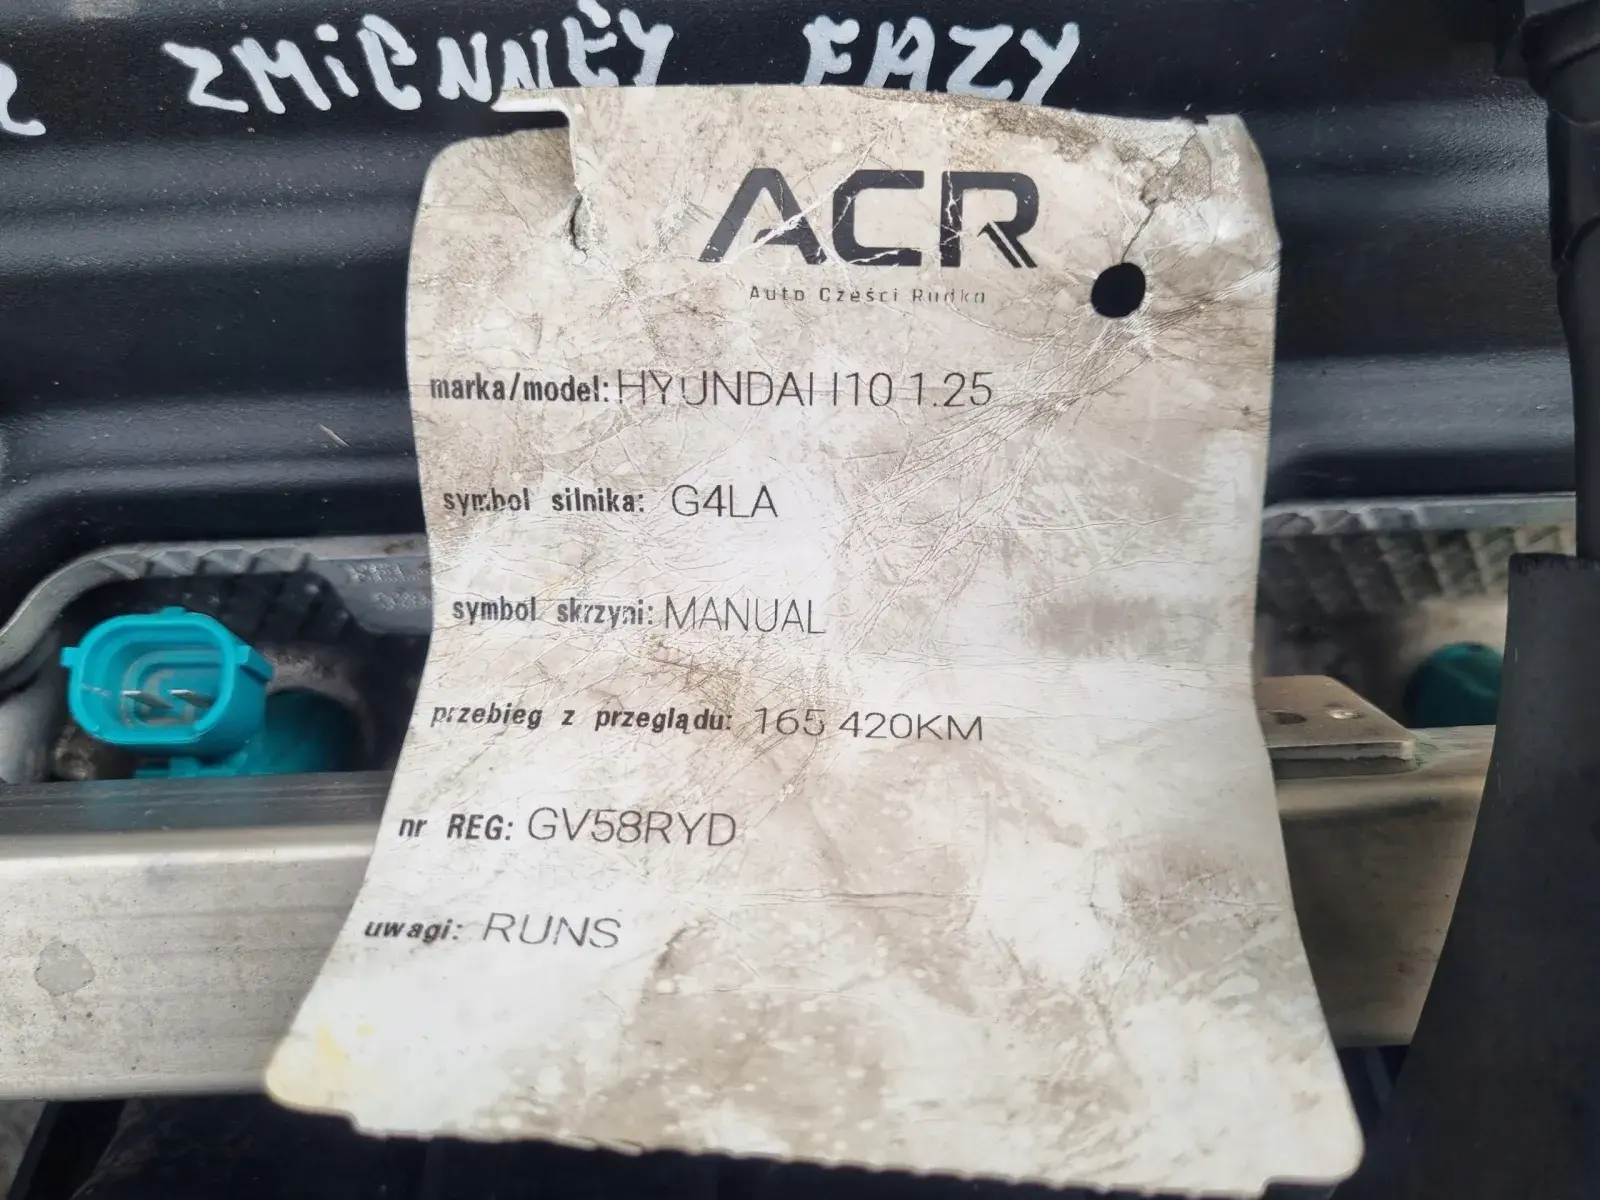 ZMIENNEY FAZY
ACR
Auto Części Rudka
marka/model: HYUNDAI I10 1.25
symbol silnika: G4LA
symbol skrzyni: MANUAL
przebieg z przeglądu: 165 420KM
nr REG: GV58RYD
uwagi: RUNS